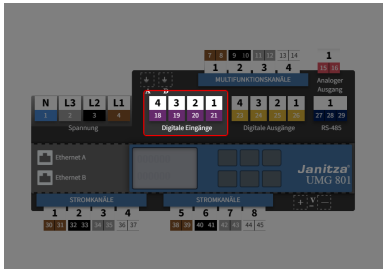 7 8 9 10 11 12 13 14
1 2 3 4
MULTIFUNKTIONSKANÄLE
1
15 16
Analoger
Ausgang
A B
N L3 L2 L1
1 2 3 4
Spannung
4 3 2 1
18 19 20 21
Digitale Eingänge
4 3 2 1
23 24 25 26
Digitale Ausgänge
1
27 28 29
RS-485
Ethernet A
Ethernet B
Janitza®
UMG 801
STROMKANÄLE
1 2 3 4
30 31 32 33 34 35 36 37
STROMKANÄLE
5 6 7 8
38 39 40 41 42 43 44 45
+ V −